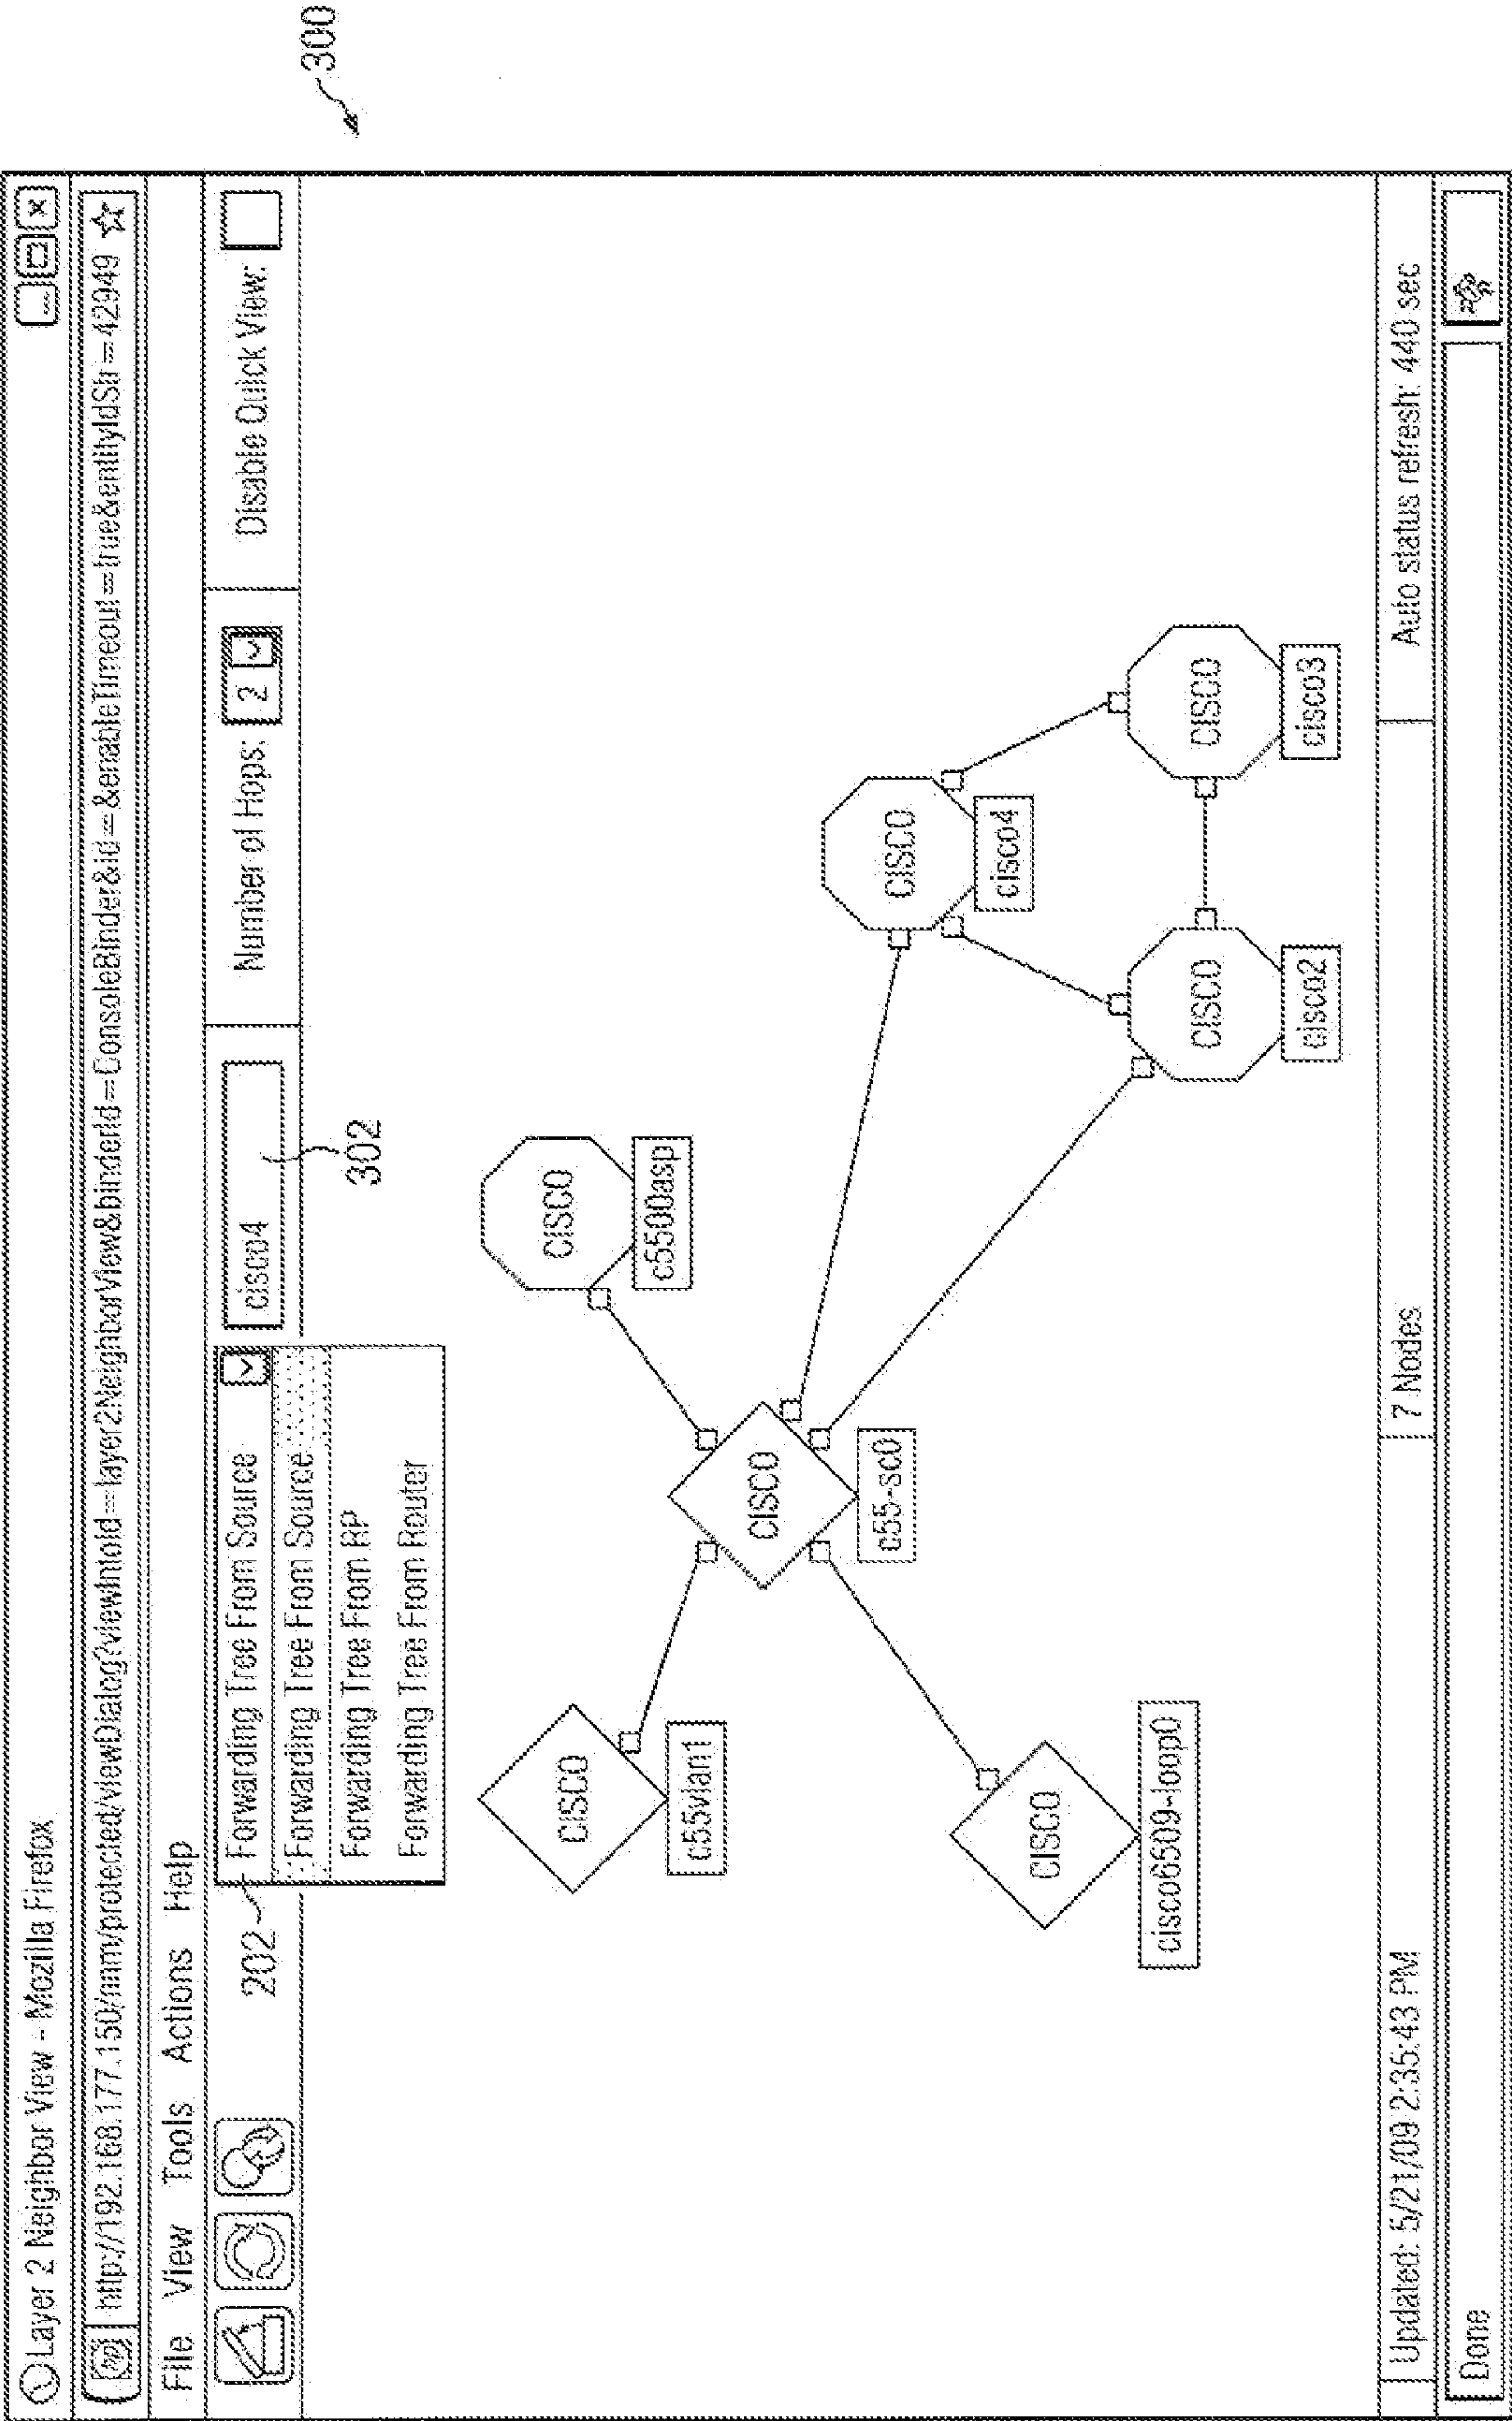 Layer 2 Neighbor View - Mozilla Firefox
http://192.168.177.150/nnm/protected/viewDialog?viewInfoId=layer2NeighborView&binderId=ConsoleBinder&id=&enableTimeout=true&entityIdStr=42949
File View Tools Actions Help
202
Forwarding Tree From Source
cisco4
Number of Hops: 2
Disable Quick View:
Forwarding Tree From Source
Forwarding Tree From RP
Forwarding Tree From Router
302
300
CISCO
c55vlan1
CISCO
c5500asp
CISCO
c55-sc0
CISCO
cisco4
CISCO
cisco6509-loop0
CISCO
cisco2
CISCO
cisco3
Updated: 5/21/09 2:35:43 PM
7 Nodes
Auto status refresh: 440 sec
Done